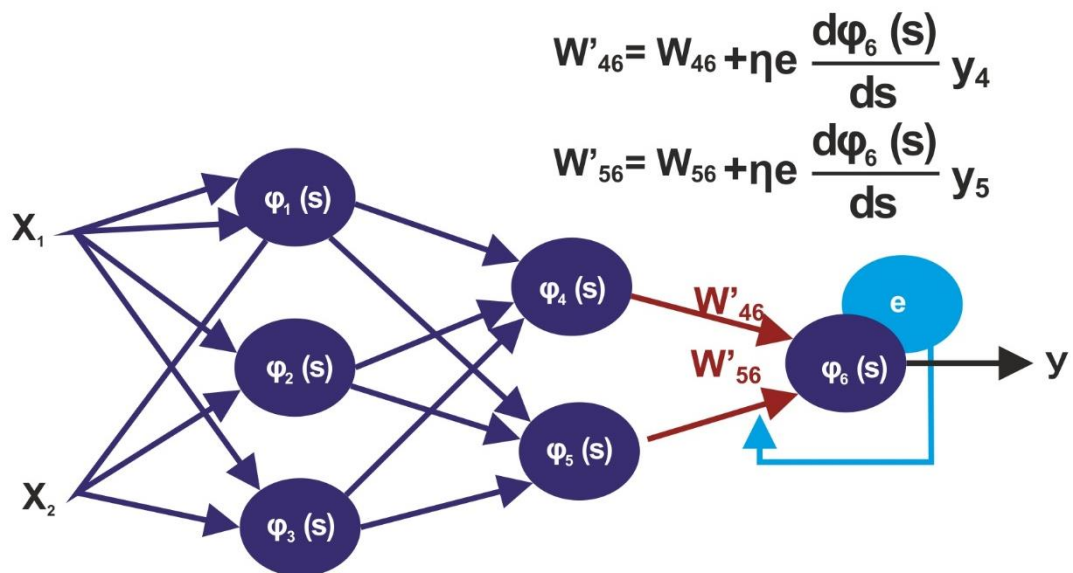 W’₄₆= W₄₆ +ηe dφ₆ (s)/ds y₄
W’₅₆= W₅₆ +ηe dφ₆ (s)/ds y₅
X₁
φ₁ (s)
φ₂ (s)
X₂
φ₃ (s)
φ₄ (s)
φ₅ (s)
W’₄₆
W’₅₆
e
φ₆ (s)
y